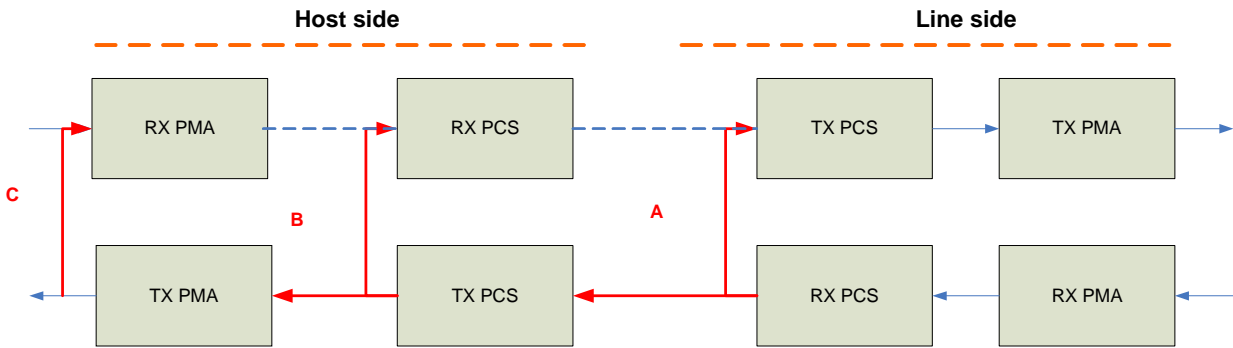 Host side
Line side
RX PMA
RX PCS
TX PCS
TX PMA
C
B
A
TX PMA
TX PCS
RX PCS
RX PMA